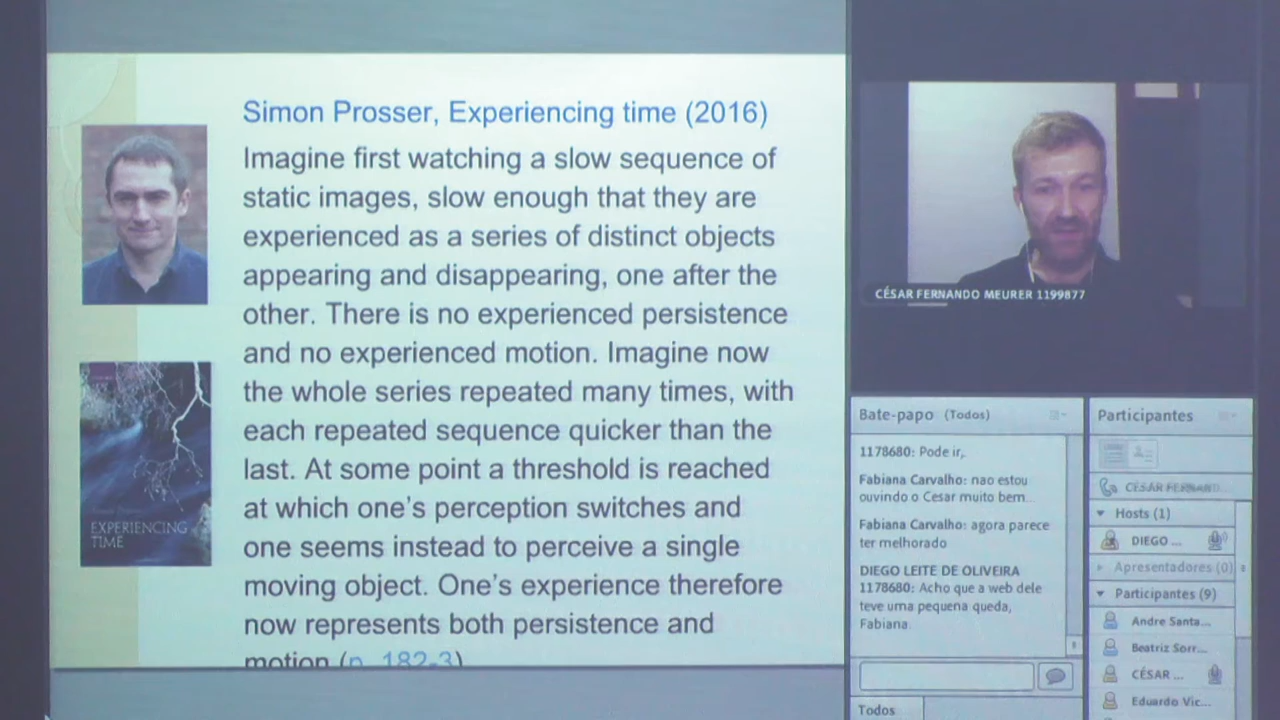 Simon Prosser, Experiencing time (2016)
Imagine first watching a slow sequence of
static images, slow enough that they are
experienced as a series of distinct objects
appearing and disappearing, one after the
other. There is no experienced persistence
and no experienced motion. Imagine now
the whole series repeated many times, with
each repeated sequence quicker than the
last. At some point a threshold is reached
at which one's perception switches and
one seems instead to perceive a single
moving object. One's experience therefore
now represents both persistence and
motion (p. 182-3)
EXPERIENCING
TIME
CÉSAR FERNANDO MEURER 1199877
Bate-papo (Todos)
1178680: Pode ir,.
Fabiana Carvalho: nao estou
ouvindo o Cesar muito bem...
Fabiana Carvalho: agora parece
ter melhorado
DIEGO LEITE DE OLIVEIRA
1178680: Acho que a web dele
teve uma pequena queda,
Fabiana.
Todos
Participantes
CÉSAR FERNAND...
Hosts (1)
DIEGO ...
Apresentadores (0)
Participantes (9)
Andre Santa...
Beatriz Sorr...
CÉSAR ...
Eduardo Vic...